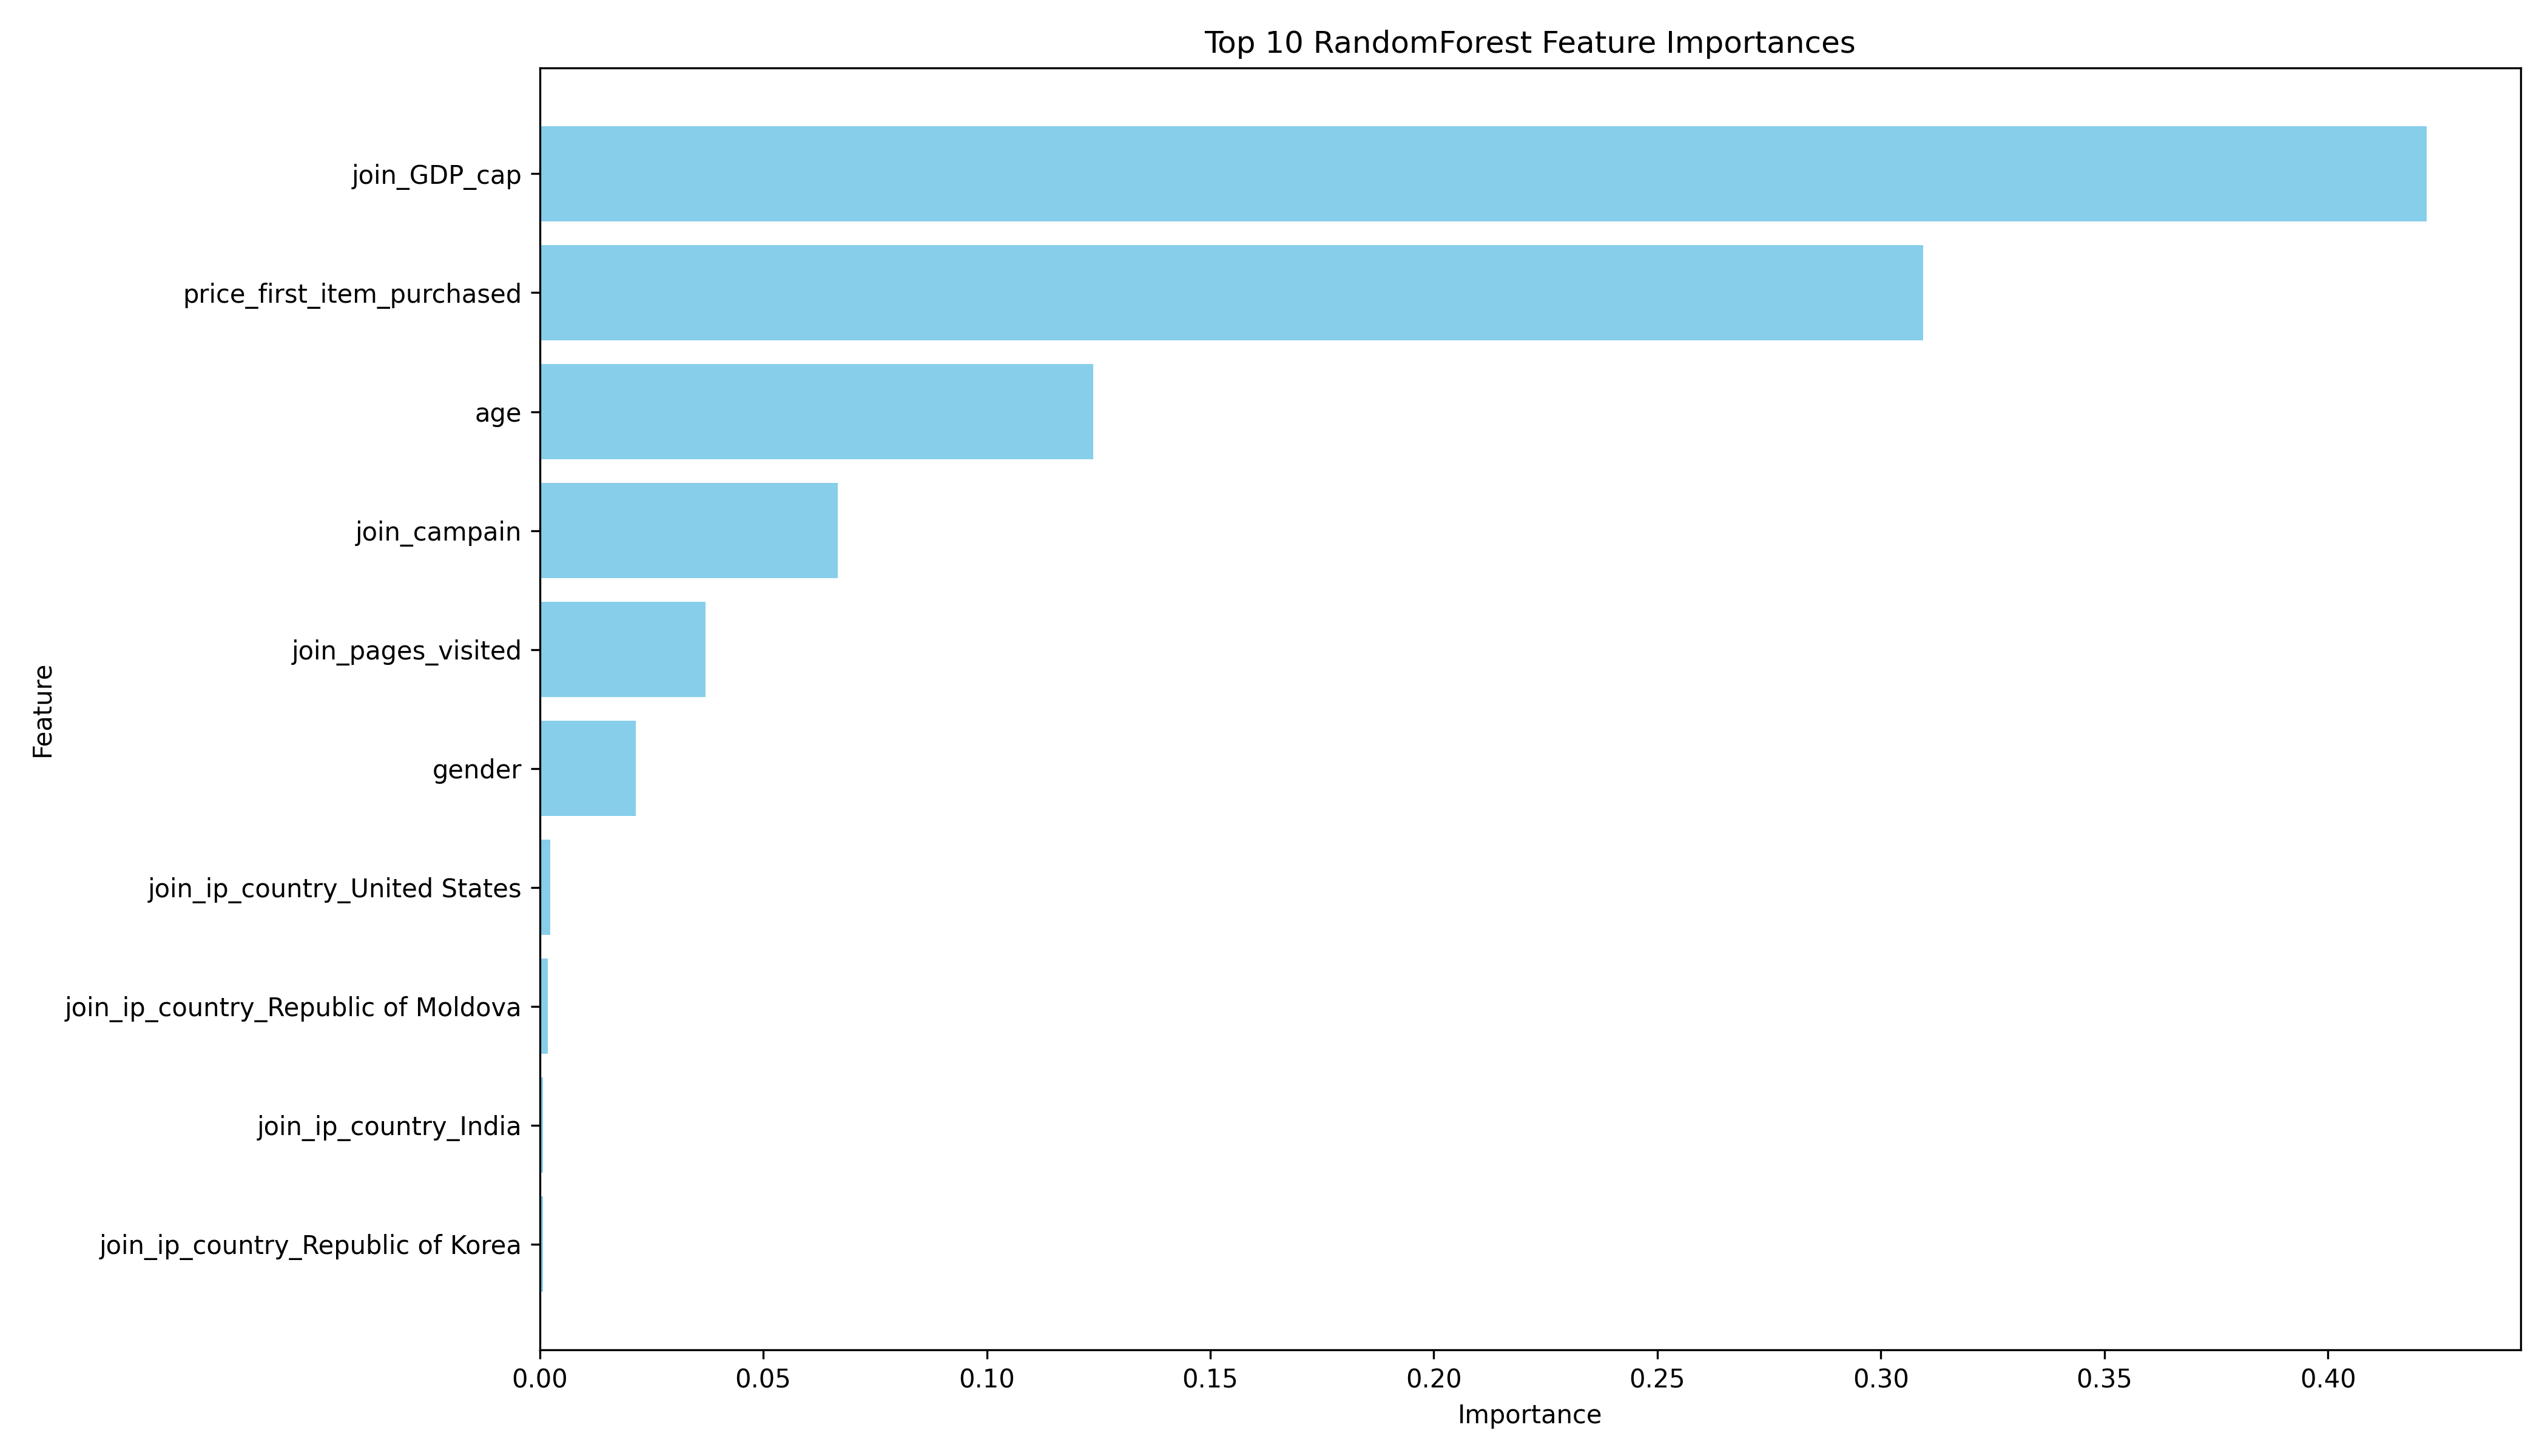 Top 10 RandomForest Feature Importances
join_GDP_cap
price_first_item_purchased
age
join_campain
join_pages_visited
gender
join_ip_country_United States
join_ip_country_Republic of Moldova
join_ip_country_India
join_ip_country_Republic of Korea
Feature
0.00 0.05 0.10 0.15 0.20 0.25 0.30 0.35 0.40
Importance